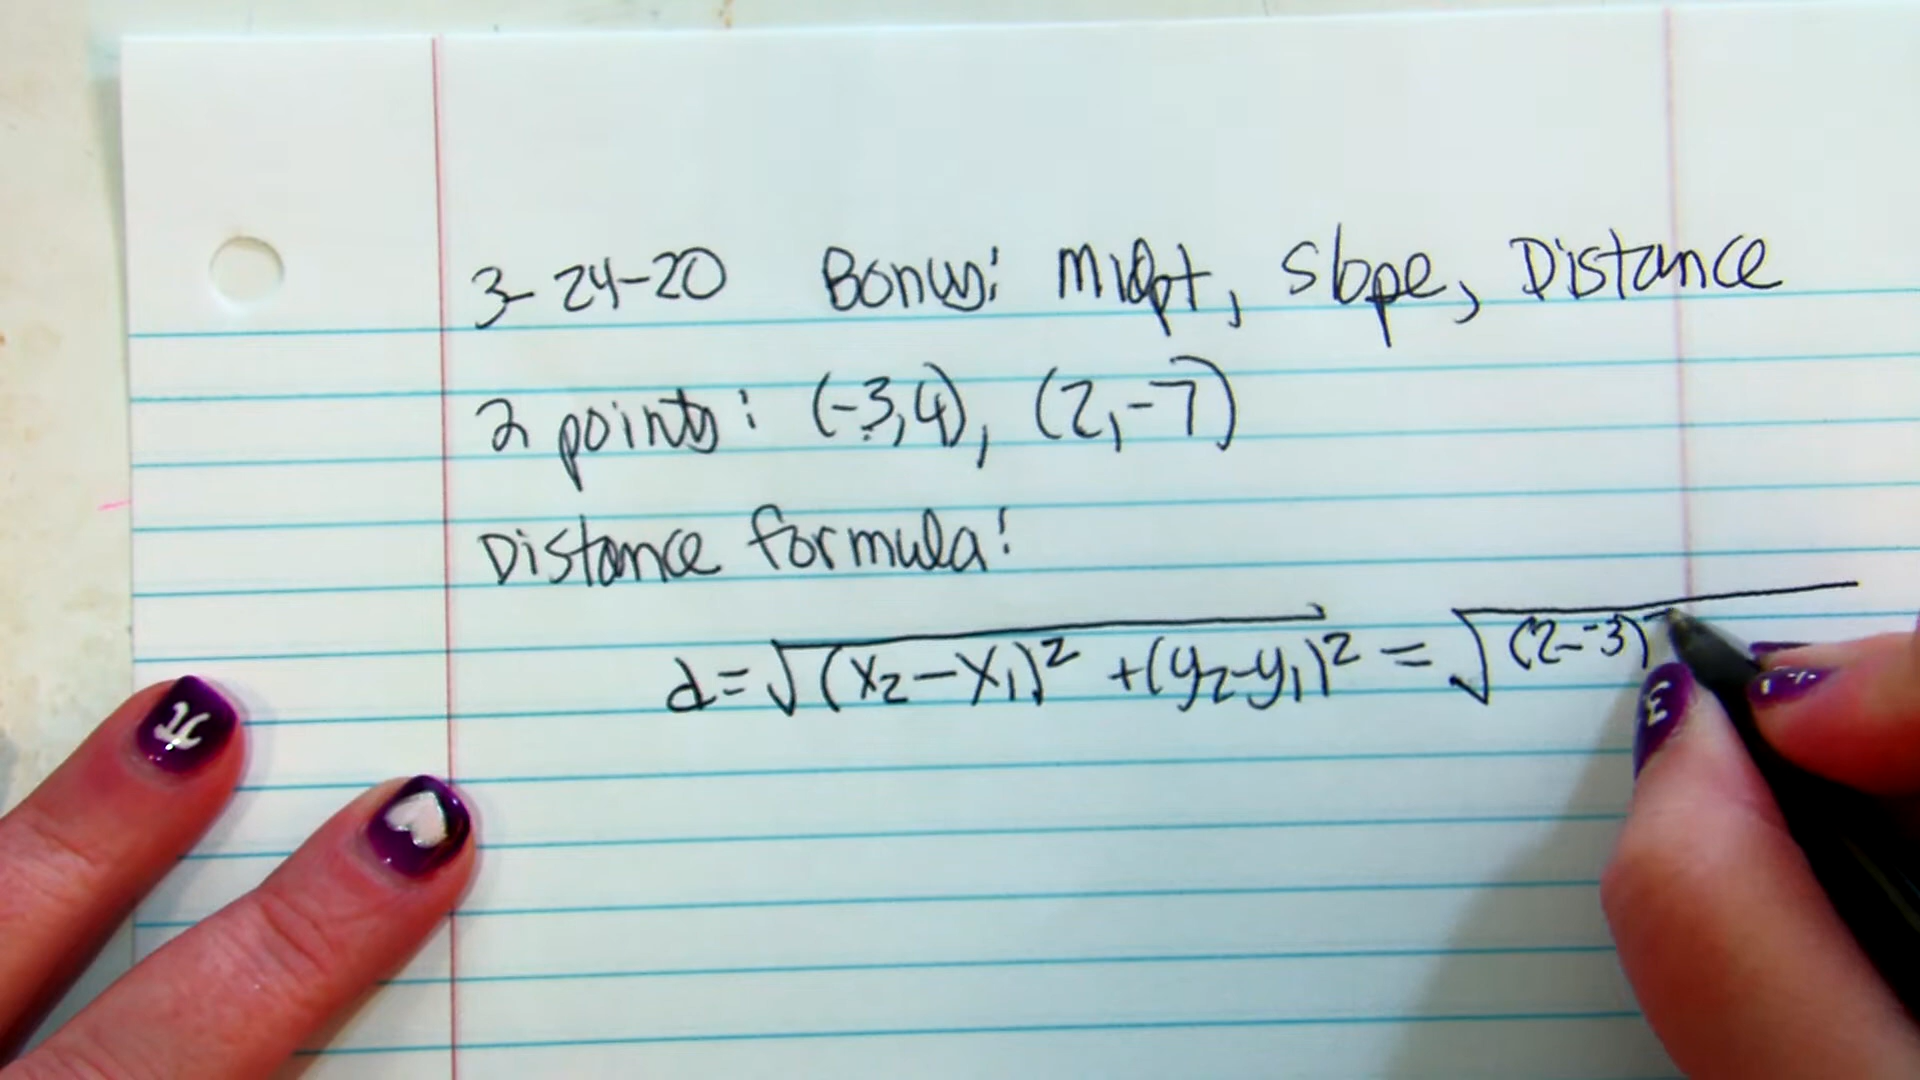 3-24-20 Bonus: Midpt, Slope, Distance
2 points: (-3,4), (2,-7)
Distance formula:
d=√(x₂-x₁)² +(y₂-y₁)² = √(2--3)
π
3